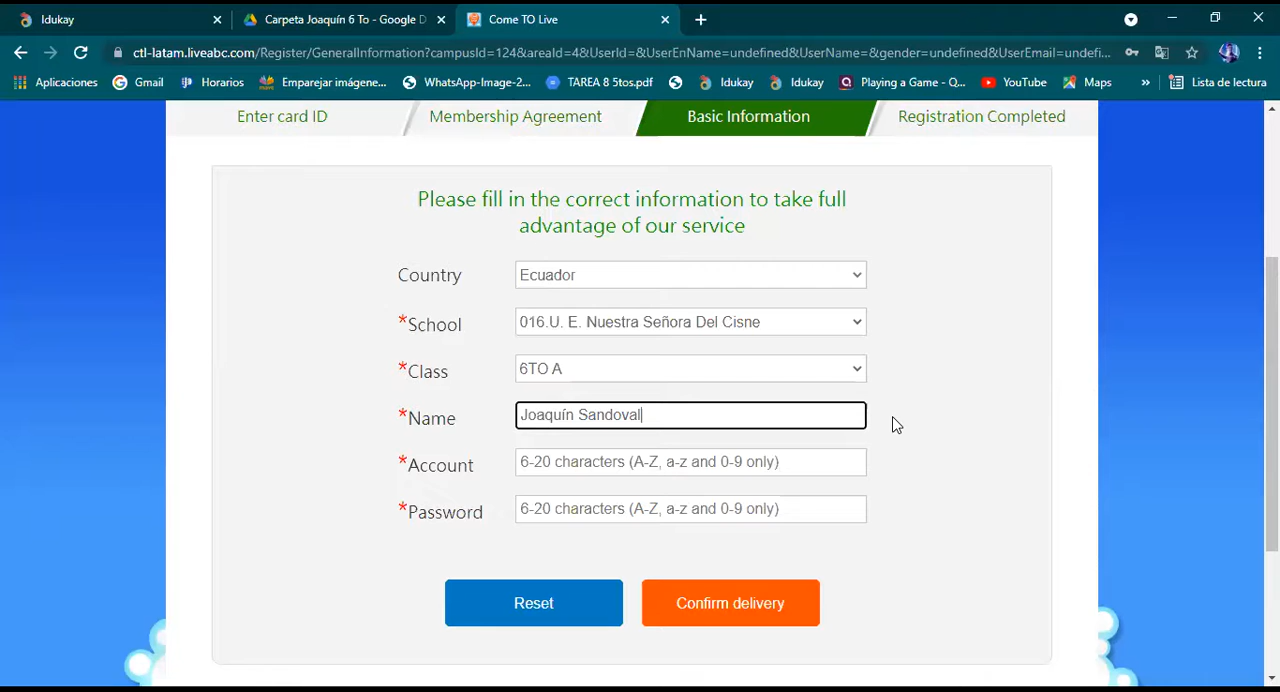 Idukay
Carpeta Joaquín 6 To - Google D
Come TO Live
ctl-latam.liveabc.com/Register/GeneralInformation?campusId=124&areaId=4&UserId=&UserEnName=undefined&UserName=&gender=undefined&UserEmail=undefi...
Aplicaciones
Gmail
Horarios
Emparejar imágene...
WhatsApp-Image-2...
TAREA 8 5tos.pdf
Idukay
Idukay
Playing a Game - Q...
YouTube
Maps
»
Lista de lectura
Enter card ID
Membership Agreement
Basic Information
Registration Completed
Please fill in the correct information to take full
advantage of our service
Country
Ecuador
*School
016.U. E. Nuestra Señora Del Cisne
*Class
6TO A
*Name
Joaquín Sandoval
*Account
6-20 characters (A-Z, a-z and 0-9 only)
*Password
6-20 characters (A-Z, a-z and 0-9 only)
Reset
Confirm delivery